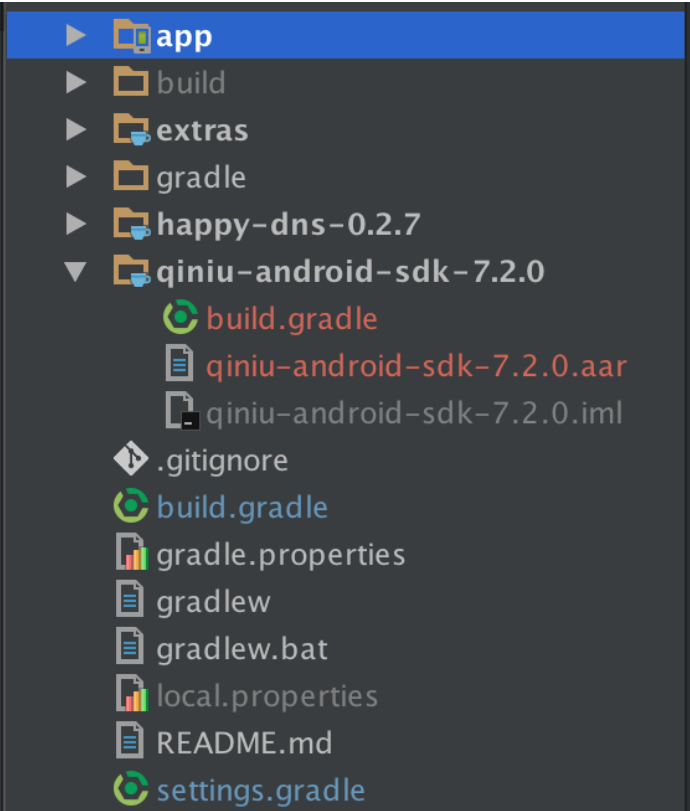 app
build
extras
gradle
happy-dns-0.2.7
qiniu-android-sdk-7.2.0
build.gradle
qiniu-android-sdk-7.2.0.aar
qiniu-android-sdk-7.2.0.iml
.gitignore
build.gradle
gradle.properties
gradlew
gradlew.bat
local.properties
README.md
settings.gradle